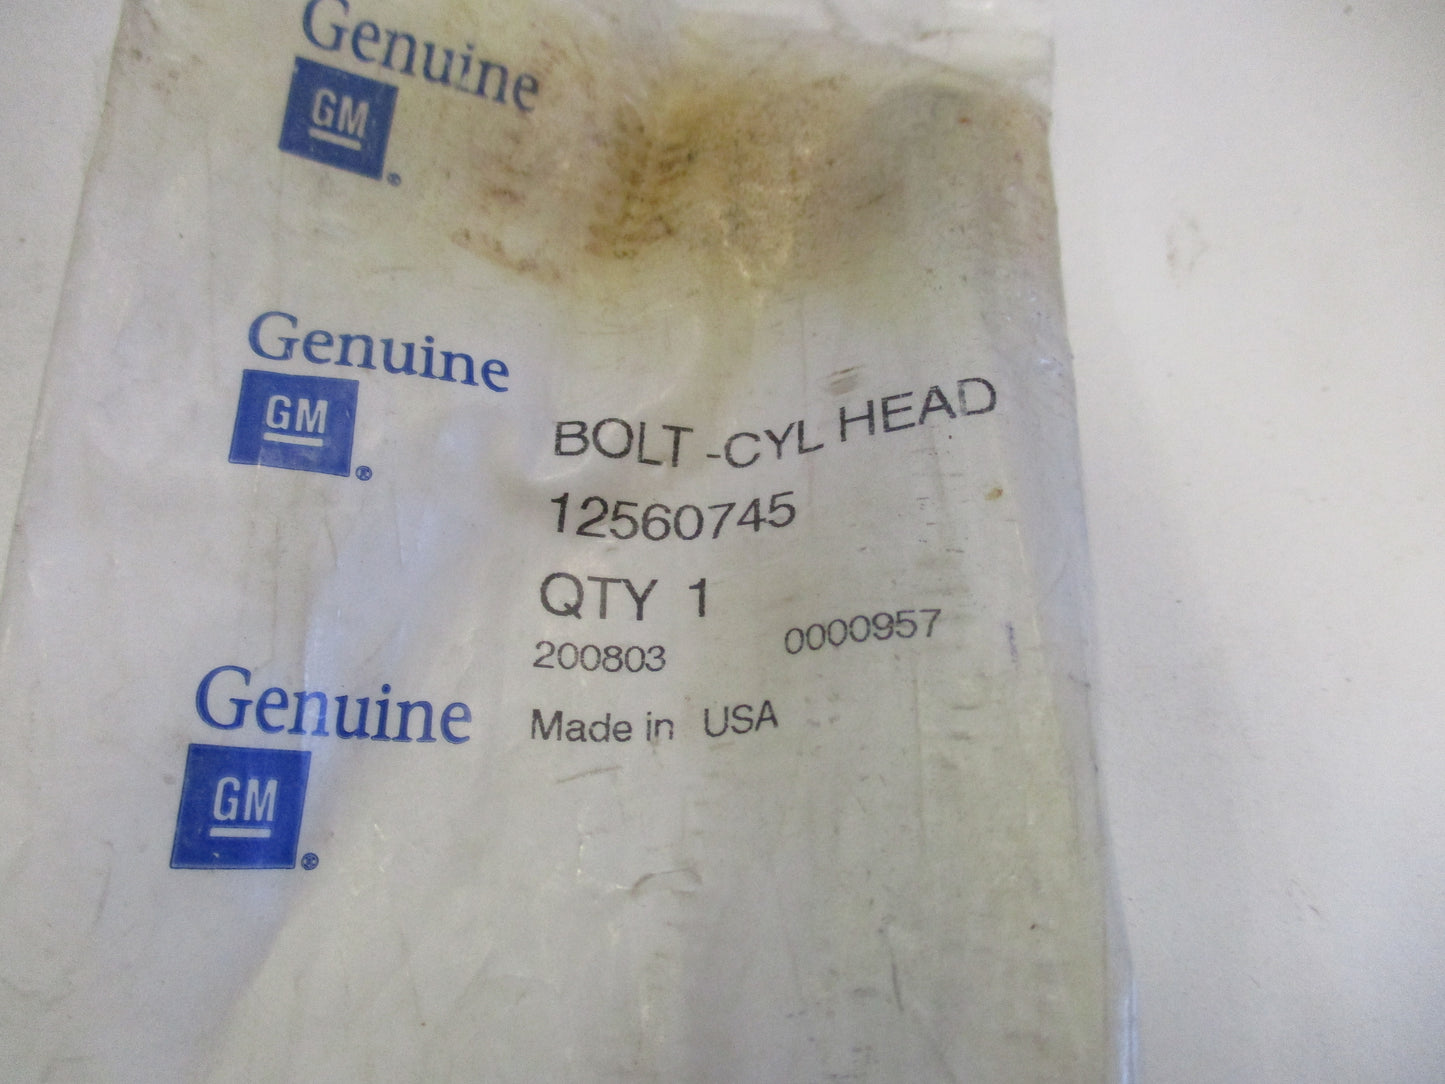 Genuine
GM ®
Genuine
GM ®
BOLT -CYL HEAD
12560745
QTY 1
200803 0000957
Made in USA
Genuine
GM ®